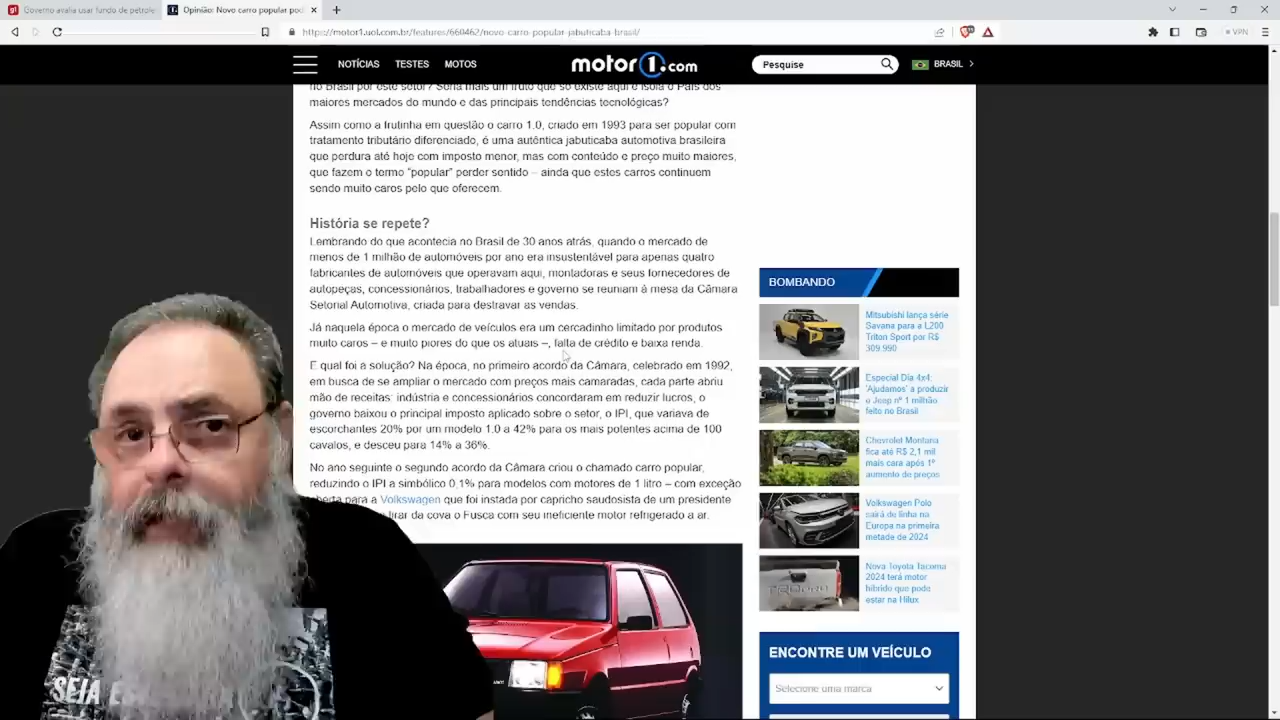 Governo avalia usar fundo de petróle
Opinião: Novo carro popular pod
https://motor1.uol.com.br/features/660462/novo-carro-popular-jabuticaba-brasil/
VPN
NOTÍCIAS TESTES MOTOS
motor1.com
Pesquise
BRASIL
no Brasil por este setor? Seria mais um fruto que só existe aqui e isola o País dos
maiores mercados do mundo e das principais tendências tecnológicas?
Assim como a frutinha em questão o carro 1.0, criado em 1993 para ser popular com
tratamento tributário diferenciado, é uma autêntica jabuticaba automotiva brasileira
que perdura até hoje com imposto menor, mas com conteúdo e preço muito maiores,
que fazem o termo "popular" perder sentido – ainda que estes carros continuem
sendo muito caros pelo que oferecem.
História se repete?
Lembrando do que acontecia no Brasil de 30 anos atrás, quando o mercado de
menos de 1 milhão de automóveis por ano era insustentável para apenas quatro
fabricantes de automóveis que operavam aqui, montadoras e seus fornecedores de
autopeças, concessionários, trabalhadores e governo se reuniam à mesa da Câmara
Setorial Automotiva, criada para destravar as vendas.
Já naquela época o mercado de veículos era um cercadinho limitado por produtos
muito caros – e muito piores do que os atuais –, falta de crédito e baixa renda.
E qual foi a solução? Na época, no primeiro acordo da Câmara, celebrado em 1992,
em busca de se ampliar o mercado com preços mais camaradas, cada parte abriu
mão de receitas: indústria e concessionários concordaram em reduzir lucros, o
governo baixou o principal imposto aplicado sobre o setor, o IPI, que variava de
escorchantes 20% por um modelo 1.0 a 42% para os mais potentes acima de 100
cavalos, e desceu para 14% a 36%.
No ano seguinte o segundo acordo da Câmara criou o chamado carro popular,
reduzindo o IPI a simbólico 0,1% para modelos com motores de 1 litro – com exceção
aberta para a Volkswagen que foi instada por capricho saudosista de um presidente
tirar da cova o Fusca com seu ineficiente motor refrigerado a ar.
BOMBANDO
Mitsubishi lança série
Savana para a L200
Triton Sport por R$
309.990
Especial Dia 4x4:
'Ajudamos' a produzir
o Jeep nº 1 milhão
feito no Brasil
Chevrolet Montana
fica até R$ 2,1 mil
mais cara após 1º
aumento de preços
Volkswagen Polo
sairá de linha na
Europa na primeira
metade de 2024
Nova Toyota Tacoma
2024 terá motor
híbrido que pode
estar na Hilux
ENCONTRE UM VEÍCULO
Selecione uma marca